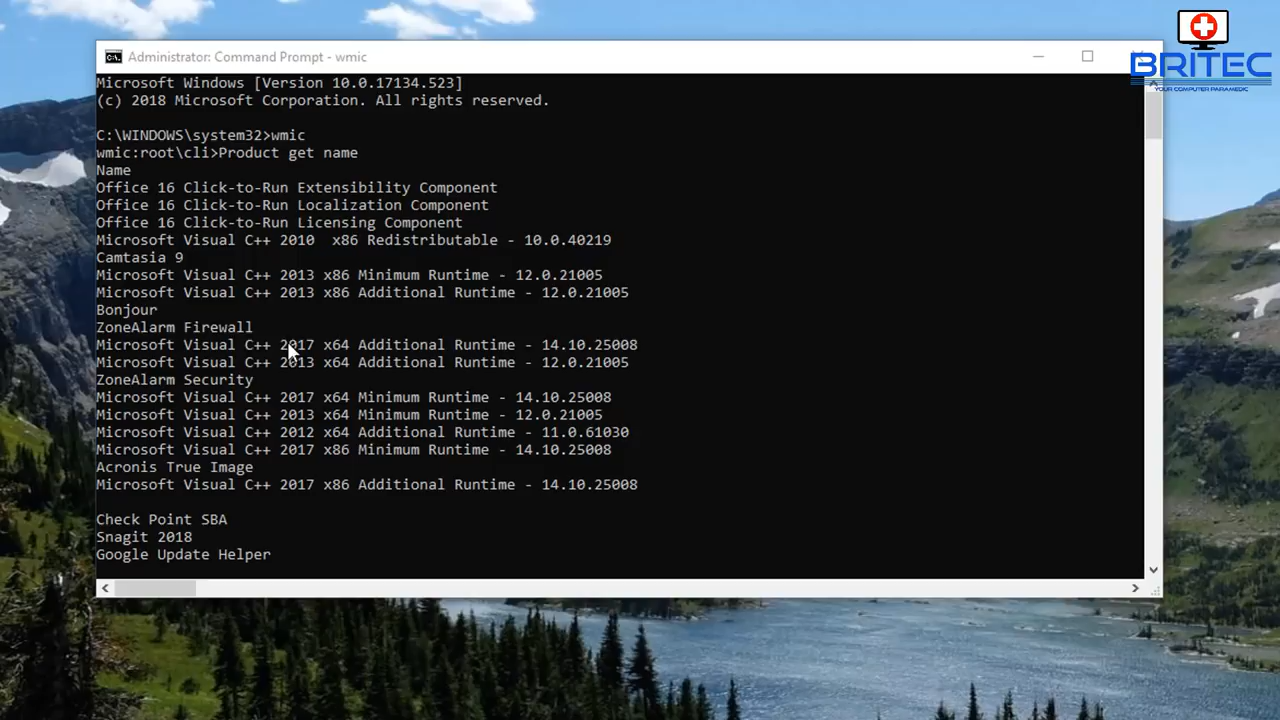 Administrator: Command Prompt - wmic
BRITEC
YOUR COMPUTER PARAMEDIC
Microsoft Windows [Version 10.0.17134.523]
(c) 2018 Microsoft Corporation. All rights reserved.
C:\WINDOWS\system32>wmic
wmic:root\cli>Product get name
Name
Office 16 Click-to-Run Extensibility Component
Office 16 Click-to-Run Localization Component
Office 16 Click-to-Run Licensing Component
Microsoft Visual C++ 2010  x86 Redistributable - 10.0.40219
Camtasia 9
Microsoft Visual C++ 2013 x86 Minimum Runtime - 12.0.21005
Microsoft Visual C++ 2013 x86 Additional Runtime - 12.0.21005
Bonjour
ZoneAlarm Firewall
Microsoft Visual C++ 2017 x64 Additional Runtime - 14.10.25008
Microsoft Visual C++ 2013 x64 Additional Runtime - 12.0.21005
ZoneAlarm Security
Microsoft Visual C++ 2017 x64 Minimum Runtime - 14.10.25008
Microsoft Visual C++ 2013 x64 Minimum Runtime - 12.0.21005
Microsoft Visual C++ 2012 x64 Additional Runtime - 11.0.61030
Microsoft Visual C++ 2017 x86 Minimum Runtime - 14.10.25008
Acronis True Image
Microsoft Visual C++ 2017 x86 Additional Runtime - 14.10.25008
Check Point SBA
Snagit 2018
Google Update Helper